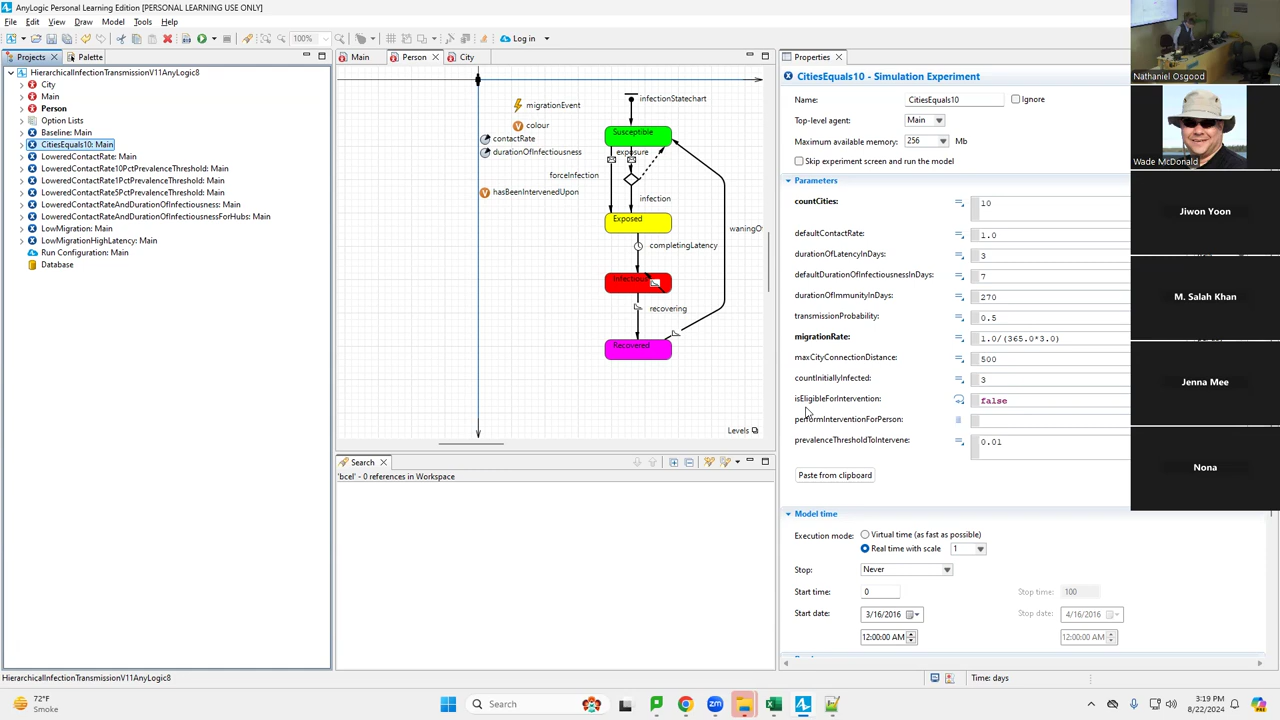 AnyLogic Personal Learning Edition [PERSONAL LEARNING USE ONLY]
File Edit View Draw Model Tools Help
100%
Log in
Projects
Palette
HierarchicalInfectionTransmissionV11AnyLogic8
City
Main
Person
Option Lists
Baseline: Main
CitiesEquals10: Main
LoweredContactRate: Main
LoweredContactRate10PctPrevalenceThreshold: Main
LoweredContactRate1PctPrevalenceThreshold: Main
LoweredContactRate5PctPrevalenceThreshold: Main
LoweredContactRateAndDurationOfInfectiousness: Main
LoweredContactRateAndDurationOfInfectiousnessForHubs: Main
LowMigration: Main
LowMigrationHighLatency: Main
Run Configuration: Main
Database
Main
Person
City
migrationEvent
colour
contactRate
durationOfInfectiousness
hasBeenIntervenedUpon
infectionStatechart
Susceptible
exposure
forceInfection
infection
Exposed
completingLatency
waningO
Infectious
recovering
Recovered
Levels
Search
'bcel' - 0 references in Workspace
Properties
CitiesEquals10 - Simulation Experiment
Name: CitiesEquals10 Ignore
Top-level agent: Main
Maximum available memory: 256 Mb
Skip experiment screen and run the model
Parameters
countCities: 10
defaultContactRate: 1.0
durationOfLatencyInDays: 3
defaultDurationOfInfectiousnessInDays: 7
durationOfImmunityInDays: 270
transmissionProbability: 0.5
migrationRate: 1.0/(365.0*3.0)
maxCityConnectionDistance: 500
countInitiallyInfected: 3
isEligibleForIntervention: false
performInterventionForPerson:
prevalenceThresholdToIntervene: 0.01
Paste from clipboard
Model time
Execution mode: Virtual time (as fast as possible)
Real time with scale 1
Stop: Never
Start time: 0 Stop time: 100
Start date: 3/16/2016 Stop date: 4/16/2016
12:00:00 AM 12:00:00 AM
Nathaniel Osgood
Wade McDonald
Jiwon Yoon
M. Salah Khan
Jenna Mee
Nona
HierarchicalInfectionTransmissionV11AnyLogic8
Time: days
72°F
Smoke
Search
zm
3:19 PM
8/22/2024